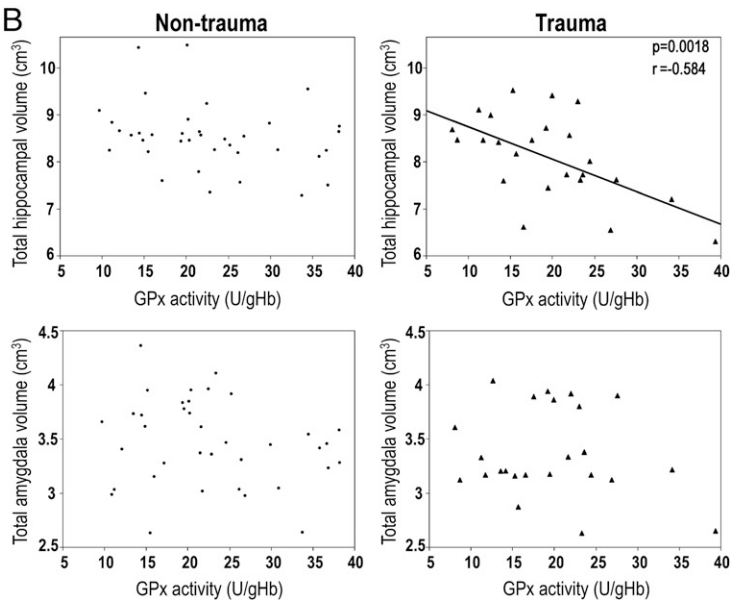 B
Non-trauma
Trauma
Total hippocampal volume (cm³)
10
9
8
7
6
5 10 15 20 25 30 35 40
GPx activity (U/gHb)
Total hippocampal volume (cm³)
p=0.0018
r =-0.584
10
9
8
7
6
5 10 15 20 25 30 35 40
GPx activity (U/gHb)
Total amygdala volume (cm³)
4.5
4
3.5
3
2.5
5 10 15 20 25 30 35 40
GPx activity (U/gHb)
Total amygdala volume (cm³)
4.5
4
3.5
3
2.5
5 10 15 20 25 30 35 40
GPx activity (U/gHb)